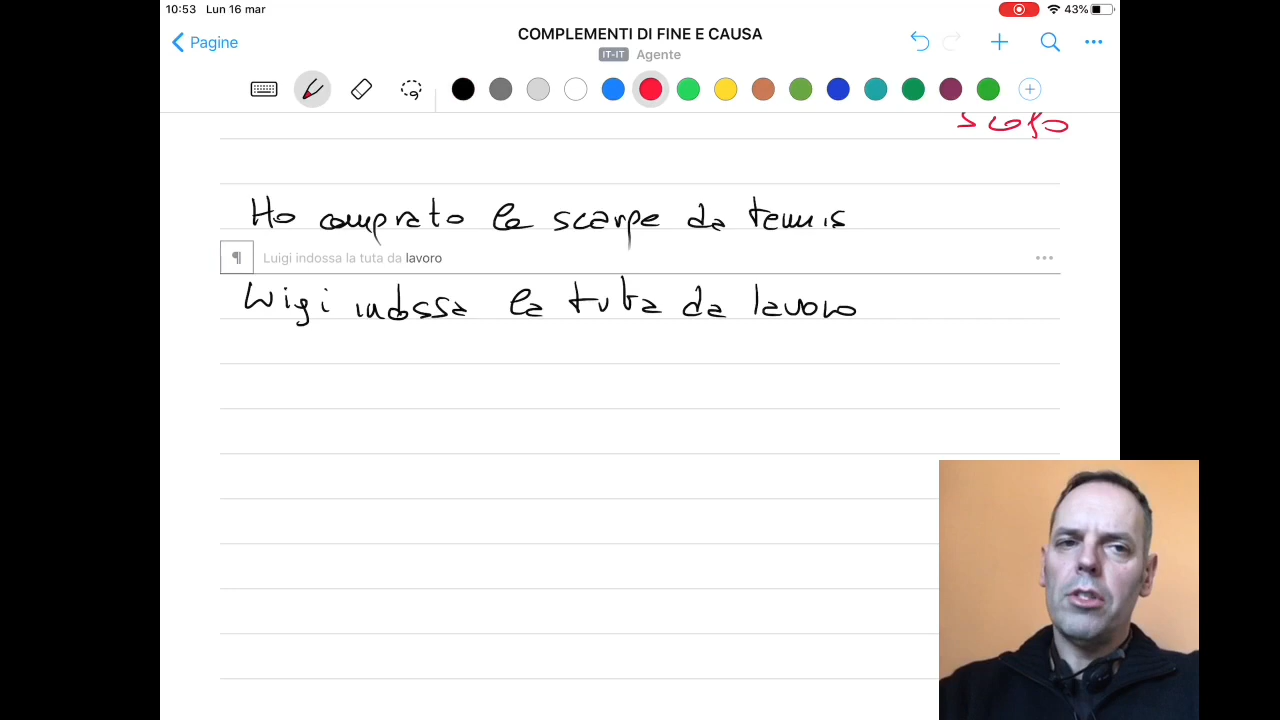 10:53 Lun 16 mar 43%
Pagine
COMPLEMENTI DI FINE E CAUSA
IT-IT Agente
scopo
Ho comprato le scarpe da tennis
¶ Luigi indossa la tuta da lavoro
Luigi indossa la tuta da lavoro